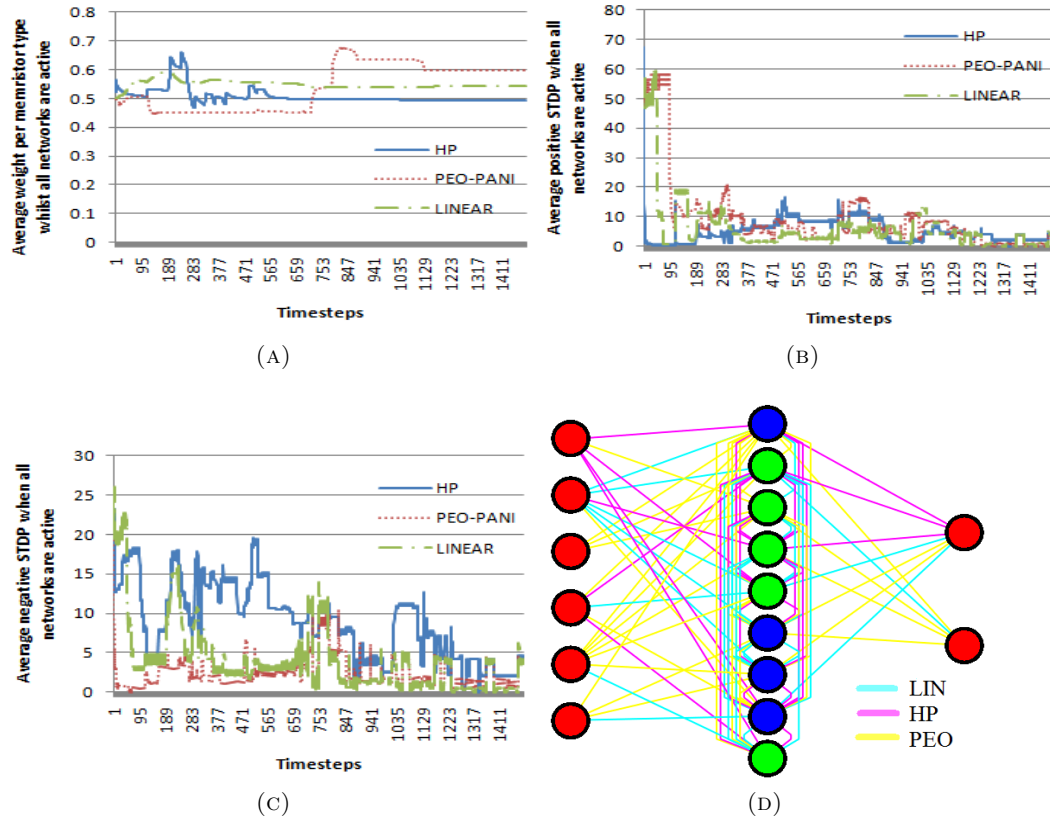 Average weight per memristor type
whilst all networks are active
0.8
0.7
0.6
0.5
0.4
0.3
0.2
0.1
0
HP
PEO-PANI
LINEAR
1
95
189
283
377
471
565
659
753
847
941
1035
1129
1223
1317
1411
Timesteps
(A)
Average positive STDP when all
networks are active
80
70
60
50
40
30
20
10
0
HP
PEO-PANI
LINEAR
1
95
189
283
377
471
565
659
753
847
941
1035
1129
1223
1317
1411
Timesteps
(B)
Average negative STDP when all
networks are active
30
25
20
15
10
5
0
HP
PEO-PANI
LINEAR
1
95
189
283
377
471
565
659
753
847
941
1035
1129
1223
1317
1411
Timesteps
(C)
LIN
HP
PEO
(D)